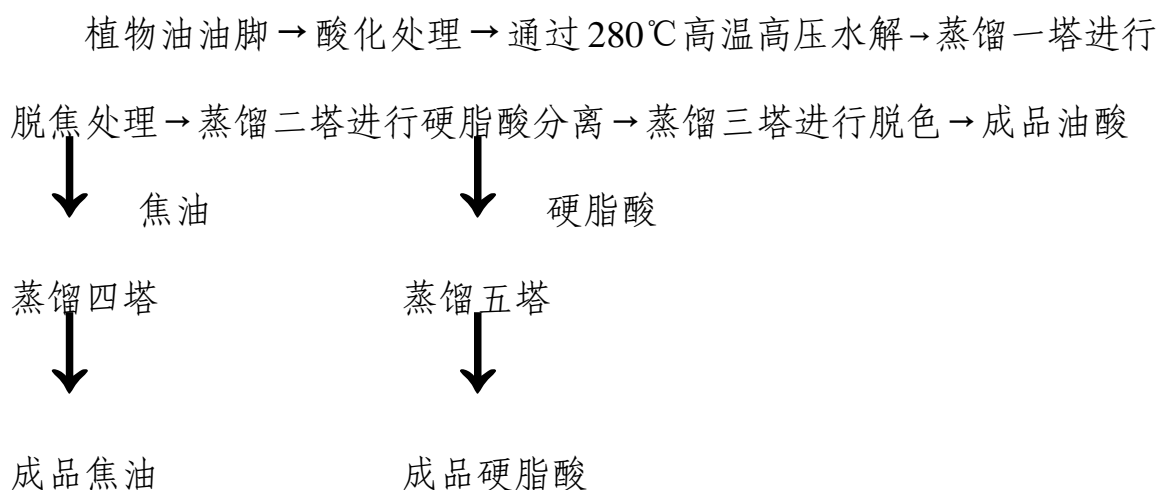 植物油油脚→酸化处理→通过280℃高温高压水解→蒸馏一塔进行
脱焦处理→蒸馏二塔进行硬脂酸分离→蒸馏三塔进行脱色→成品油酸
焦油 硬脂酸
蒸馏四塔 蒸馏五塔
成品焦油 成品硬脂酸